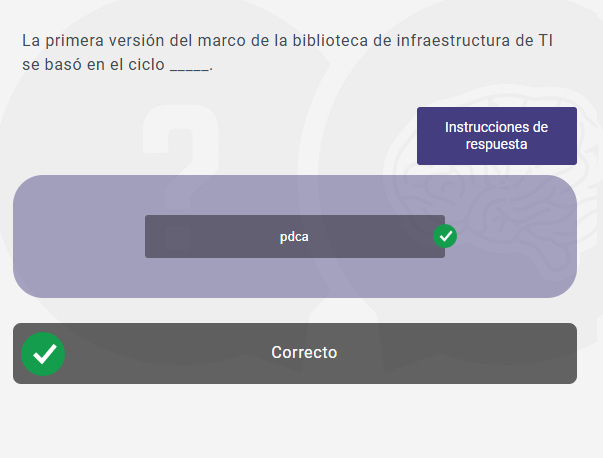 La primera versión del marco de la biblioteca de infraestructura de TI
se basó en el ciclo _____.
Instrucciones de
respuesta
pdca
Correcto